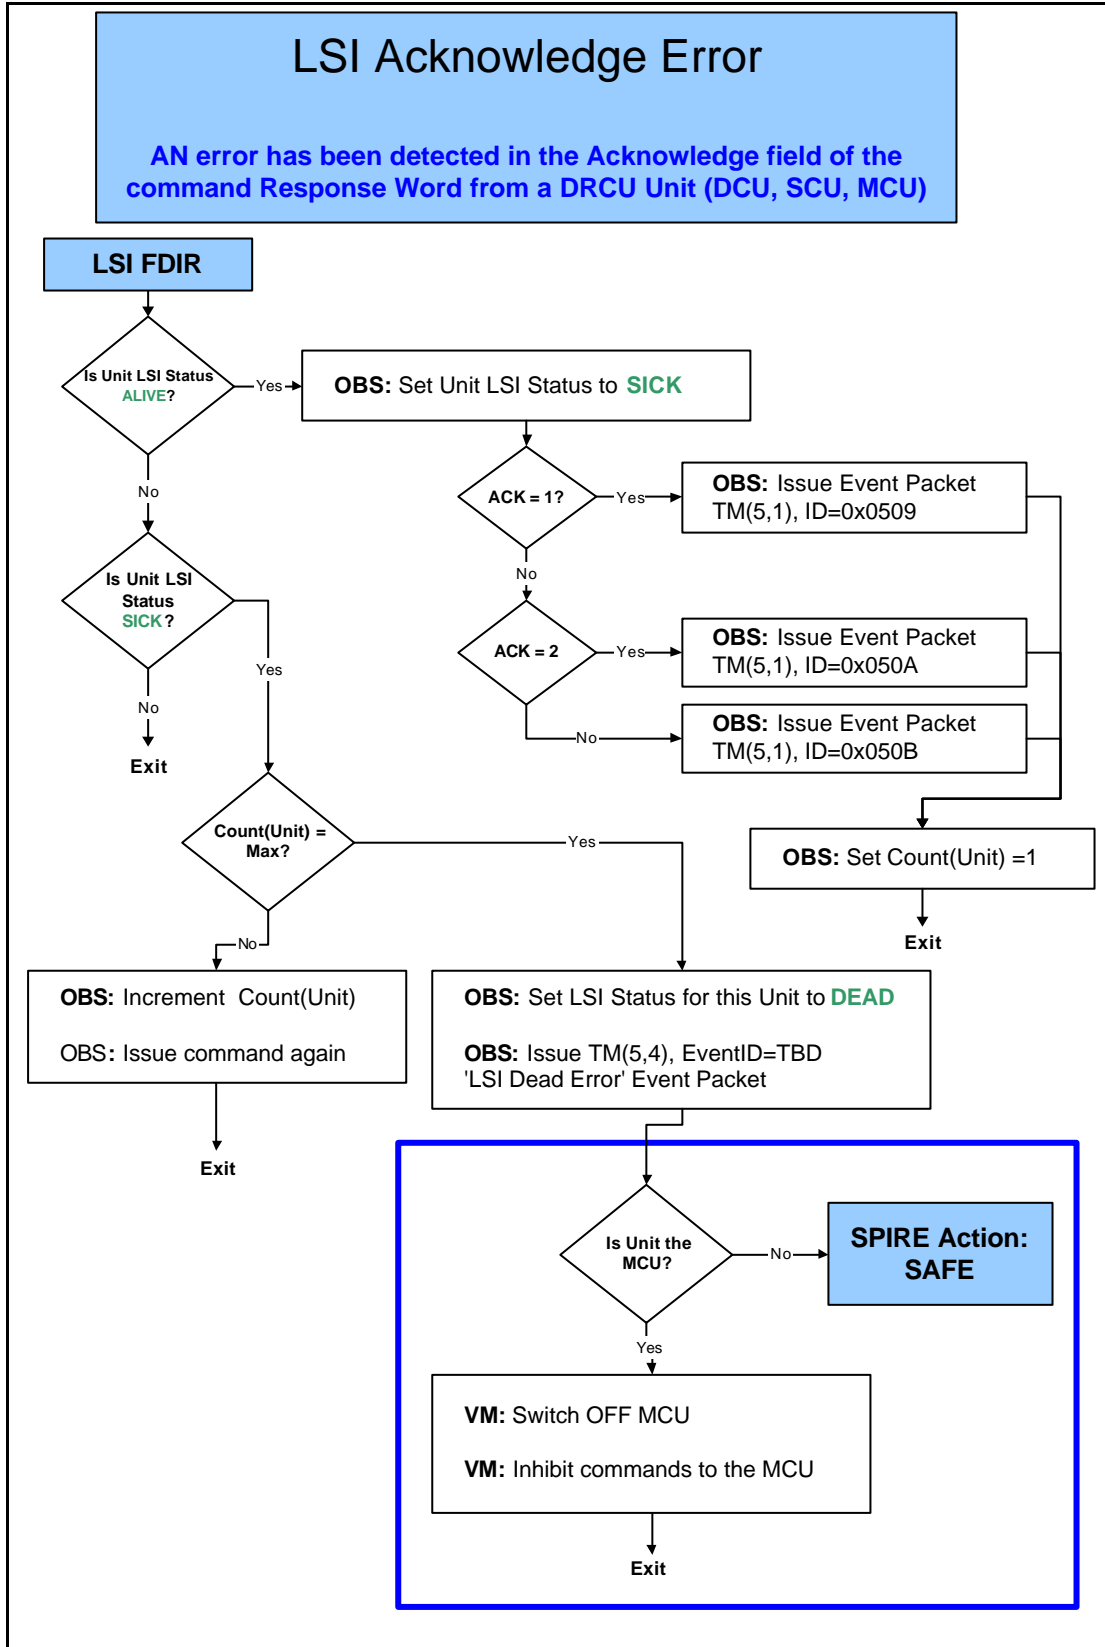 LSI Acknowledge Error
AN error has been detected in the Acknowledge field of the
command Response Word from a DRCU Unit (DCU, SCU, MCU)
LSI FDIR
Is Unit LSI Status
ALIVE?
Yes
OBS: Set Unit LSI Status to SICK
No
ACK = 1?
Yes
OBS: Issue Event Packet
TM(5,1), ID=0x0509
No
Is Unit LSI
Status
SICK?
Yes
No
Exit
ACK = 2
Yes
OBS: Issue Event Packet
TM(5,1), ID=0x050A
No
OBS: Issue Event Packet
TM(5,1), ID=0x050B
OBS: Set Count(Unit) =1
Exit
Count(Unit) =
Max?
Yes
No
OBS: Increment Count(Unit)
OBS: Issue command again
Exit
OBS: Set LSI Status for this Unit to DEAD
OBS: Issue TM(5,4), EventID=TBD
'LSI Dead Error' Event Packet
Is Unit the
MCU?
No
SPIRE Action:
SAFE
Yes
VM: Switch OFF MCU
VM: Inhibit commands to the MCU
Exit